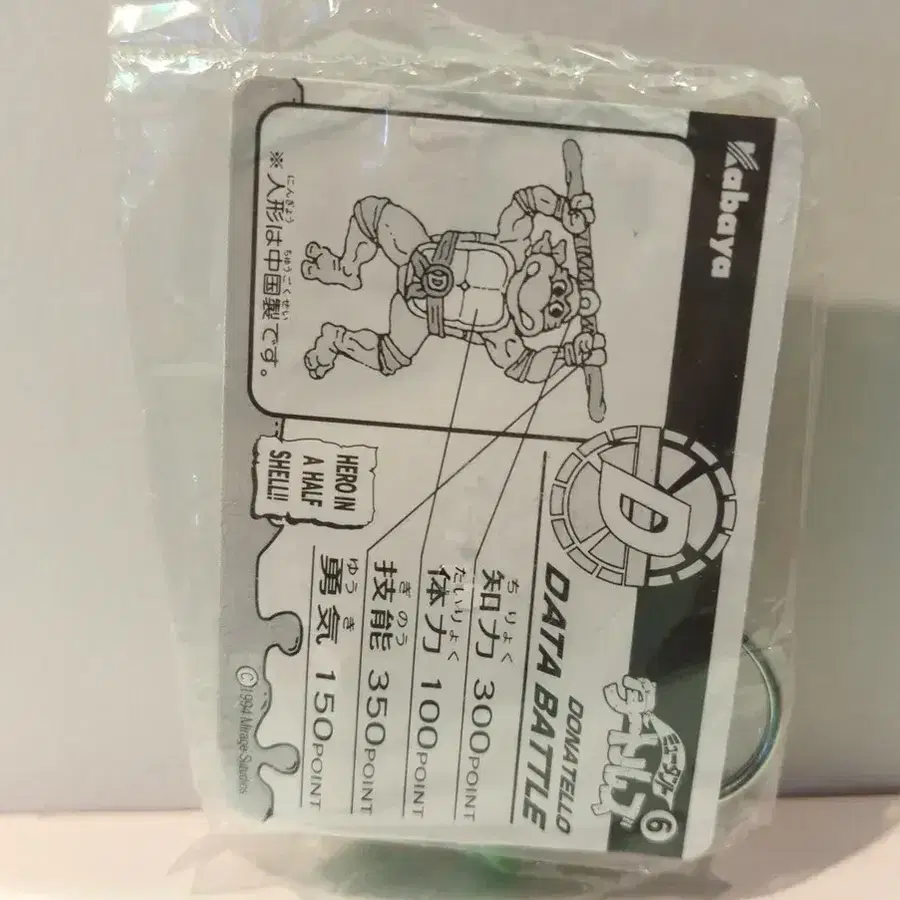 Kabaya
ミュータント
タートルズ
6
D
DONATELLO
DATA BATTLE
ちりょく
知力 300POINT
たいりょく
体力 100POINT
ぎのう
技能 350POINT
ゆうき
勇気 150POINT
D
にんぎょう ちゅうごくせい
※人形は中国製です。
HERO IN
A HALF
SHELL!!
©1994 Mirage Studios